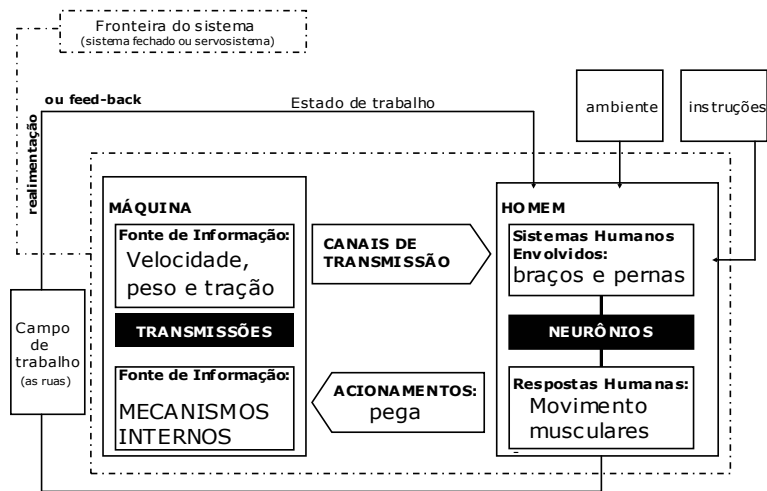 Fronteira do sistema
(sistema fechado ou servosistema)
ou feed-back
Estado de trabalho
ambiente
instruções
realimentação
MÁQUINA
Fonte de Informação:
Velocidade,
peso e tração
TRANSMISSÕES
Fonte de Informação:
MECANISMOS
INTERNOS
CANAIS DE
TRANSMISSÃO
ACIONAMENTOS:
pega
HOMEM
Sistemas Humanos
Envolvidos:
braços e pernas
NEURÔNIOS
Respostas Humanas:
Movimento
musculares
-
Campo
de
trabalho
(as ruas)